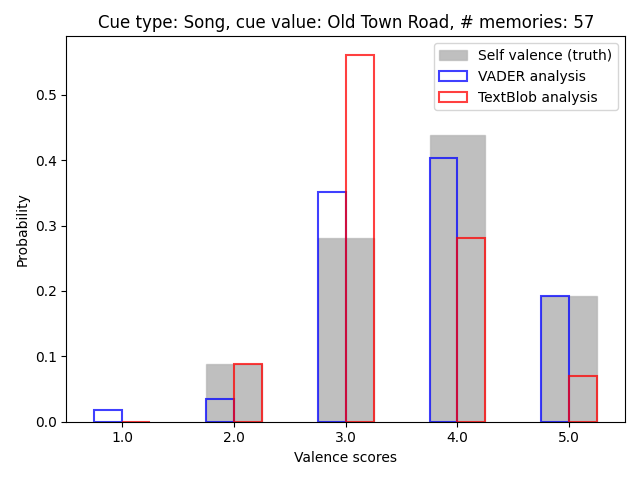 Cue type: Song, cue value: Old Town Road, # memories: 57
Self valence (truth)
VADER analysis
TextBlob analysis
Probability
0.5
0.4
0.3
0.2
0.1
0.0
1.0 2.0 3.0 4.0 5.0
Valence scores